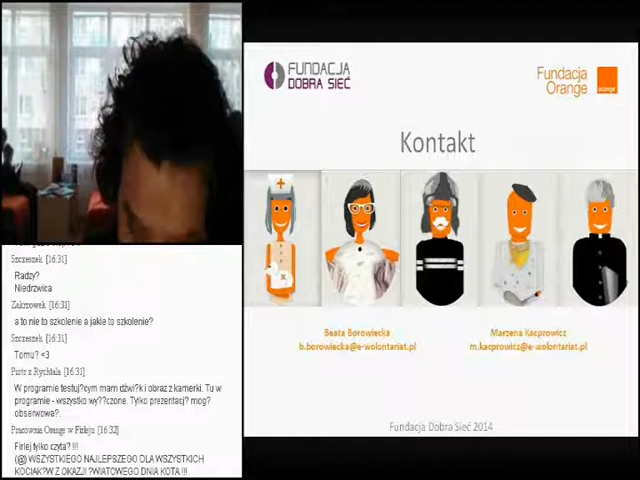 Szczeszek [16:31]
Radzy?
Niedrzwica
Zakrzowek [16:31]
a to nie to szkolenie a jakie to szkolenie?
Szczeszek [16:31]
Tomu? <3
Piotr z Rychtala [16:31]
W programie testuj?cym mam dźwi?k i obraz z kamerki. Tu w
programie - wszystko wy??czone. Tylko prezentacj? mog?
obserwowa?.
Pracownia Orange w Firleju [16:32]
Firlej tylko czyta? !!!
(@) WSZYSTKIEGO NAJLEPSZEGO DLA WSZYSTKICH
KOCIAK?W Z OKAZJI ?WIATOWEGO DNIA KOTA !!!
FUNDACJA
DOBRA SIEĆ
Fundacja
Orange
orange
Kontakt
Beata Borowiecka
b.borowiecka@e-wolontariat.pl
Marzena Kacprowicz
m.kacprowicz@e-wolontariat.pl
Fundacja Dobra Sieć 2014